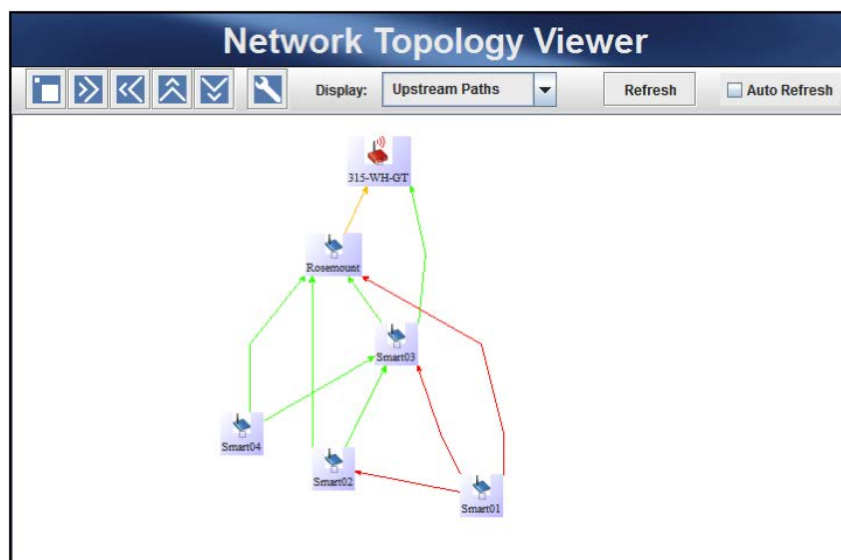 Network Topology Viewer
Display: Upstream Paths Refresh Auto Refresh
315-WH-GT
Rosemount
Smart03
Smart04
Smart02
Smart01